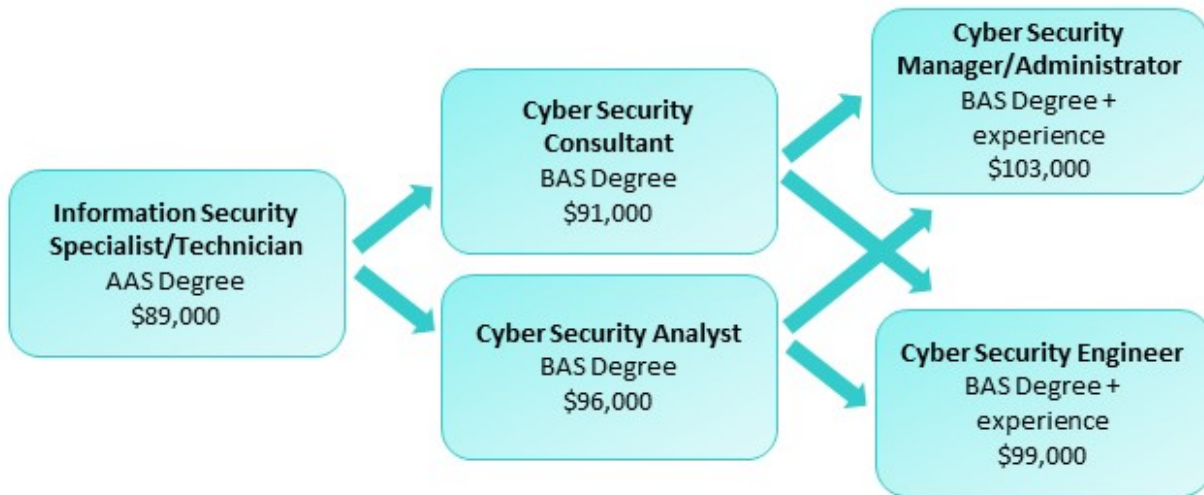 Information Security
Specialist/Technician
AAS Degree
$89,000
Cyber Security
Consultant
BAS Degree
$91,000
Cyber Security Analyst
BAS Degree
$96,000
Cyber Security
Manager/Administrator
BAS Degree +
experience
$103,000
Cyber Security Engineer
BAS Degree +
experience
$99,000